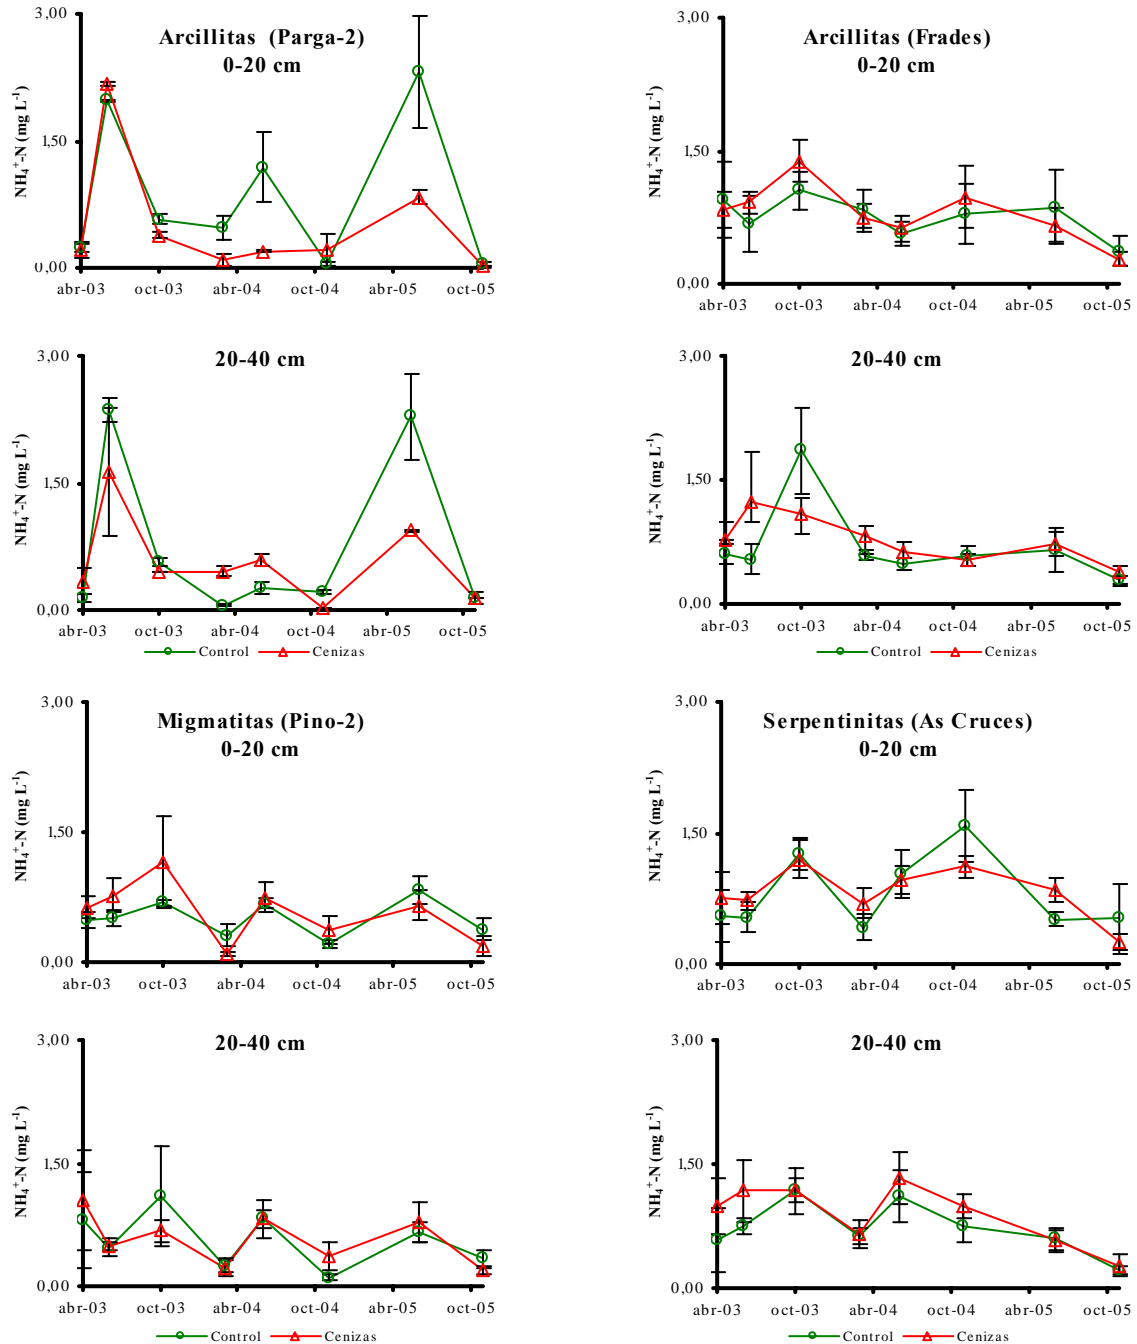 Arcillitas (Parga-2)
0-20 cm
NH₄⁺-N (mg L⁻¹)
3,00
1,50
0,00
abr-03 oct-03 abr-04 oct-04 abr-05 oct-05
Arcillitas (Frades)
0-20 cm
NH₄⁺-N (mg L⁻¹)
3,00
1,50
0,00
abr-03 oct-03 abr-04 oct-04 abr-05 oct-05
20-40 cm
NH₄⁺-N (mg L⁻¹)
3,00
1,50
0,00
abr-03 oct-03 abr-04 oct-04 abr-05 oct-05
Control Cenizas
20-40 cm
NH₄⁺-N (mg L⁻¹)
3,00
1,50
0,00
abr-03 oct-03 abr-04 oct-04 abr-05 oct-05
Control Cenizas
Migmatitas (Pino-2)
0-20 cm
NH₄⁺-N (mg L⁻¹)
3,00
1,50
0,00
abr-03 oct-03 abr-04 oct-04 abr-05 oct-05
Serpentinitas (As Cruces)
0-20 cm
NH₄⁺-N (mg L⁻¹)
3,00
1,50
0,00
abr-03 oct-03 abr-04 oct-04 abr-05 oct-05
20-40 cm
NH₄⁺-N (mg L⁻¹)
3,00
1,50
0,00
abr-03 oct-03 abr-04 oct-04 abr-05 oct-05
Control Cenizas
20-40 cm
NH₄⁺-N (mg L⁻¹)
3,00
1,50
0,00
abr-03 oct-03 abr-04 oct-04 abr-05 oct-05
Control Cenizas